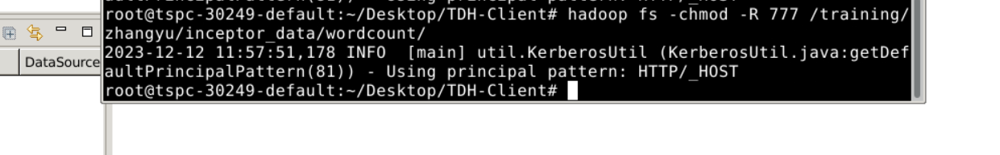 root@tspc-30249-default:~/Desktop/TDH-Client# hadoop fs -chmod -R 777 /training/
zhangyu/inceptor_data/wordcount/
2023-12-12 11:57:51,178 INFO  [main] util.KerberosUtil (KerberosUtil.java:getDef
aultPrincipalPattern(81)) - Using principal pattern: HTTP/_HOST
root@tspc-30249-default:~/Desktop/TDH-Client#
DataSource